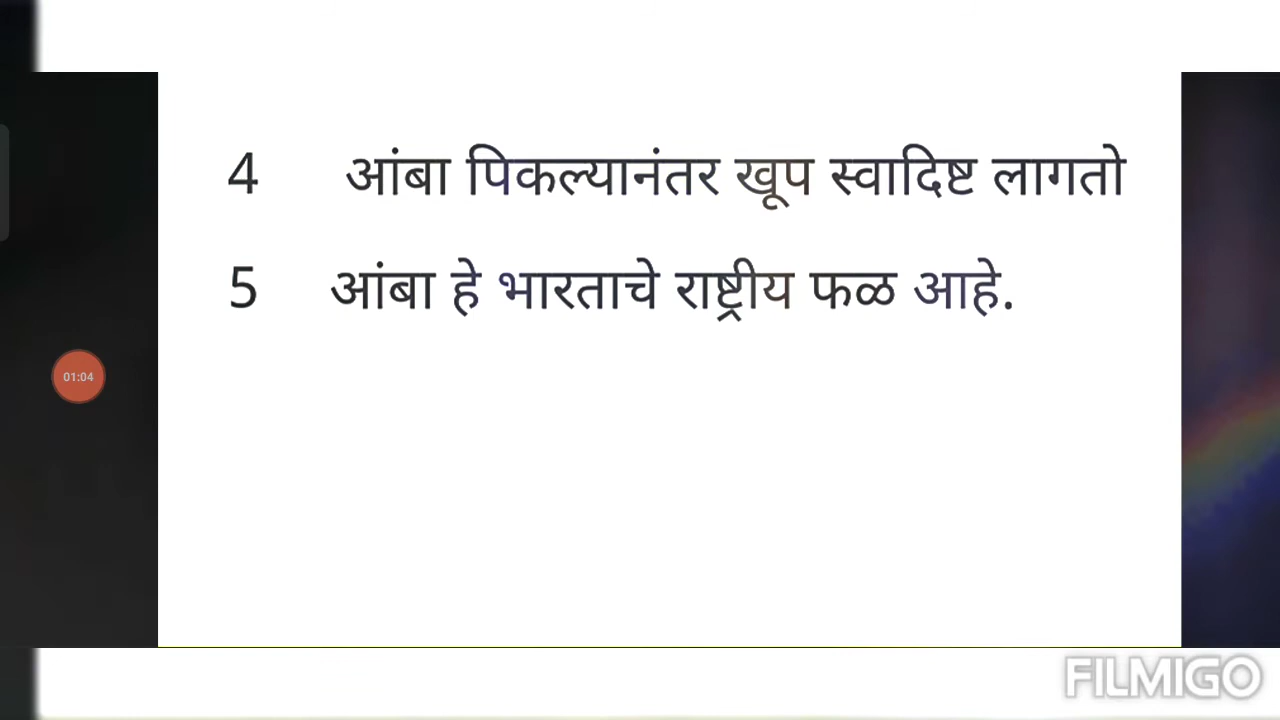 4 आंबा पिकल्यानंतर खूप स्वादिष्ट लागतो
5 आंबा हे भारताचे राष्ट्रीय फळ आहे.
01:04
FILMIGO